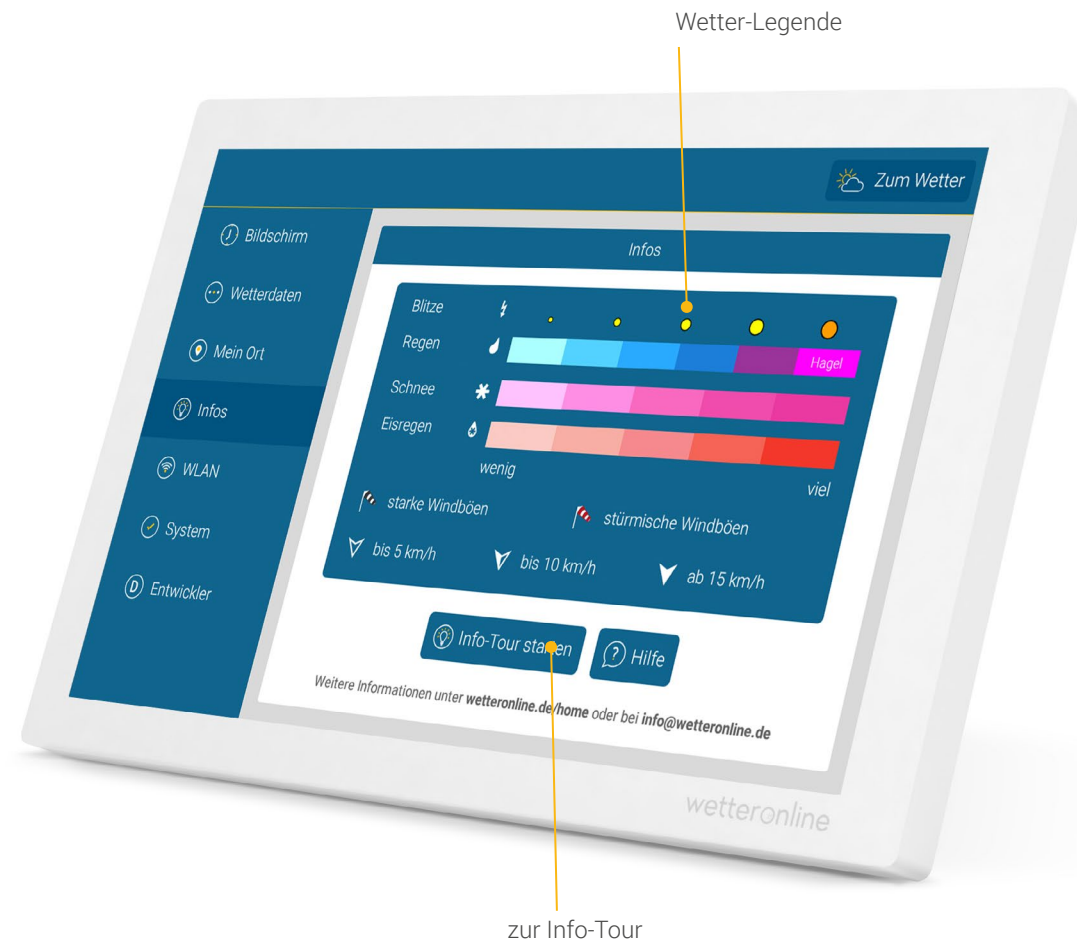 Wetter-Legende
Zum Wetter
Bildschirm
Wetterdaten
Mein Ort
Infos
WLAN
System
D Entwickler
Infos
Blitze
Regen
Hagel
Schnee
Eisregen
wenig viel
starke Windböen stürmische Windböen
bis 5 km/h bis 10 km/h ab 15 km/h
Info-Tour starten ? Hilfe
Weitere Informationen unter wetteronline.de/home oder bei info@wetteronline.de
wetteronline
zur Info-Tour